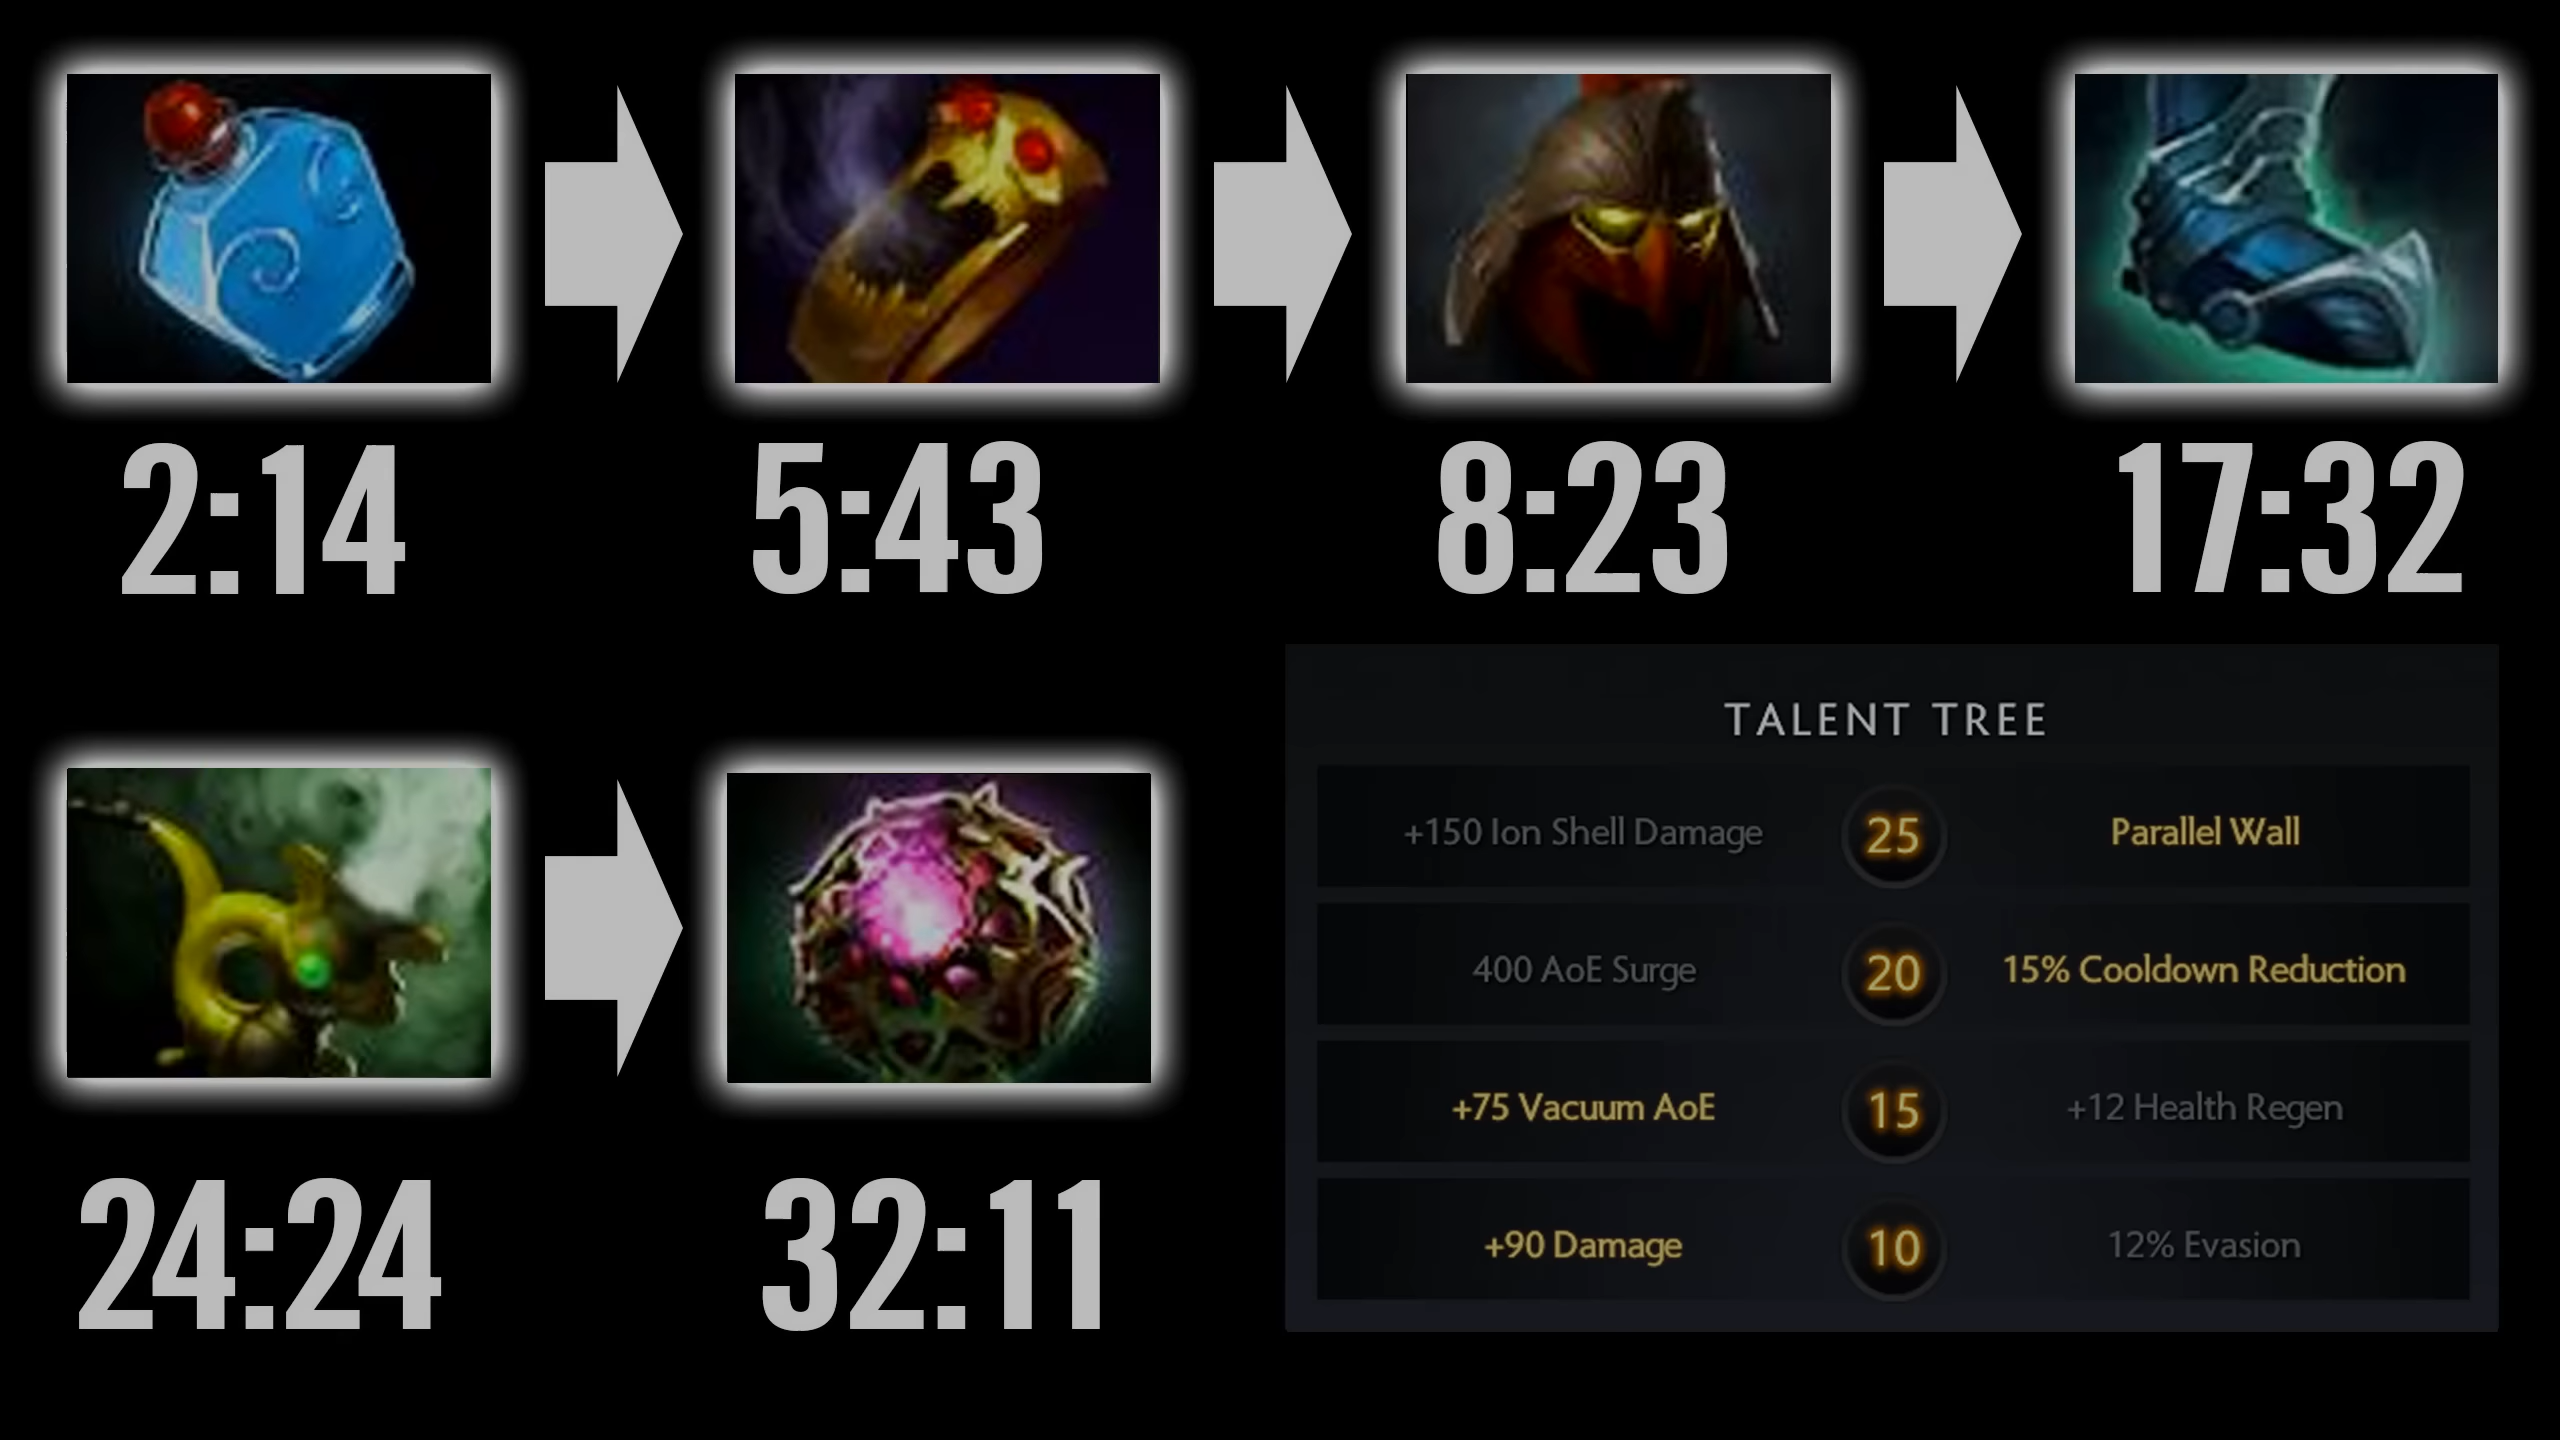 2:14
5:43
8:23
17:32
24:24
32:11
TALENT TREE
+150 Ion Shell Damage 25 Parallel Wall
400 AoE Surge 20 15% Cooldown Reduction
+75 Vacuum AoE 15 +12 Health Regen
+90 Damage 10 12% Evasion